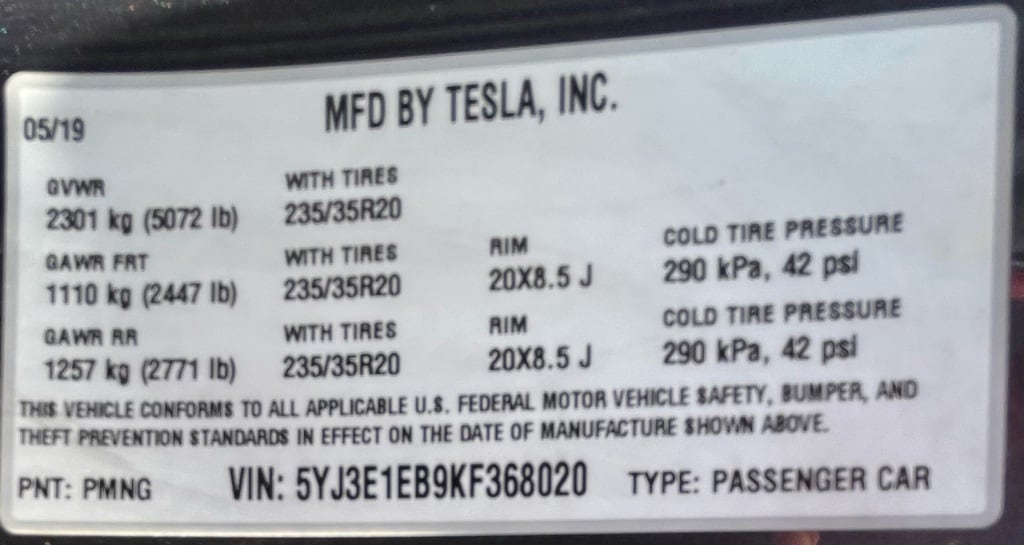 05/19 MFD BY TESLA, INC.
GVWR WITH TIRES
2301 kg (5072 lb) 235/35R20
GAWR FRT WITH TIRES RIM COLD TIRE PRESSURE
1110 kg (2447 lb) 235/35R20 20X8.5 J 290 kPa, 42 psi
GAWR RR WITH TIRES RIM COLD TIRE PRESSURE
1257 kg (2771 lb) 235/35R20 20X8.5 J 290 kPa, 42 psi
THIS VEHICLE CONFORMS TO ALL APPLICABLE U.S. FEDERAL MOTOR VEHICLE SAFETY, BUMPER, AND
THEFT PREVENTION STANDARDS IN EFFECT ON THE DATE OF MANUFACTURE SHOWN ABOVE.
PNT: PMNG VIN: 5YJ3E1EB9KF368020 TYPE: PASSENGER CAR